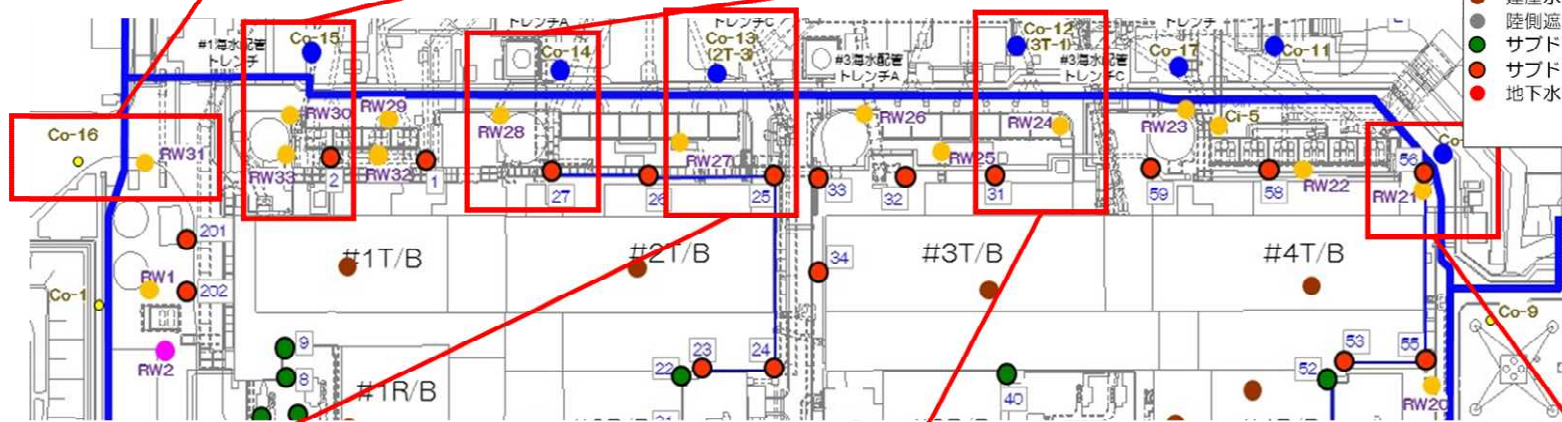 トレンチA
トレンチC
トレンチ
陸側遮
サブド
サブド
地下水
#1海水配管
トレンチ
Co-15
Co-14
Co-13
(2T-3)
#3海水配管
トレンチA
Co-12
(3T-1)
#3海水配管
トレンチC
Co-17
Co-11
Co-16
RW31
RW30
RW29
RW28
RW27
RW26
RW25
RW24
RW23
Ci-5
RW22
RW21
56
Co-
RW33
2
RW32
1
27
26
25
33
32
31
59
58
201
202
RW1
RW2
Co-1
#1T/B
#2T/B
34
#3T/B
#4T/B
Co-9
9
8
#1R/B
22
23
24
40
52
53
55
RW20